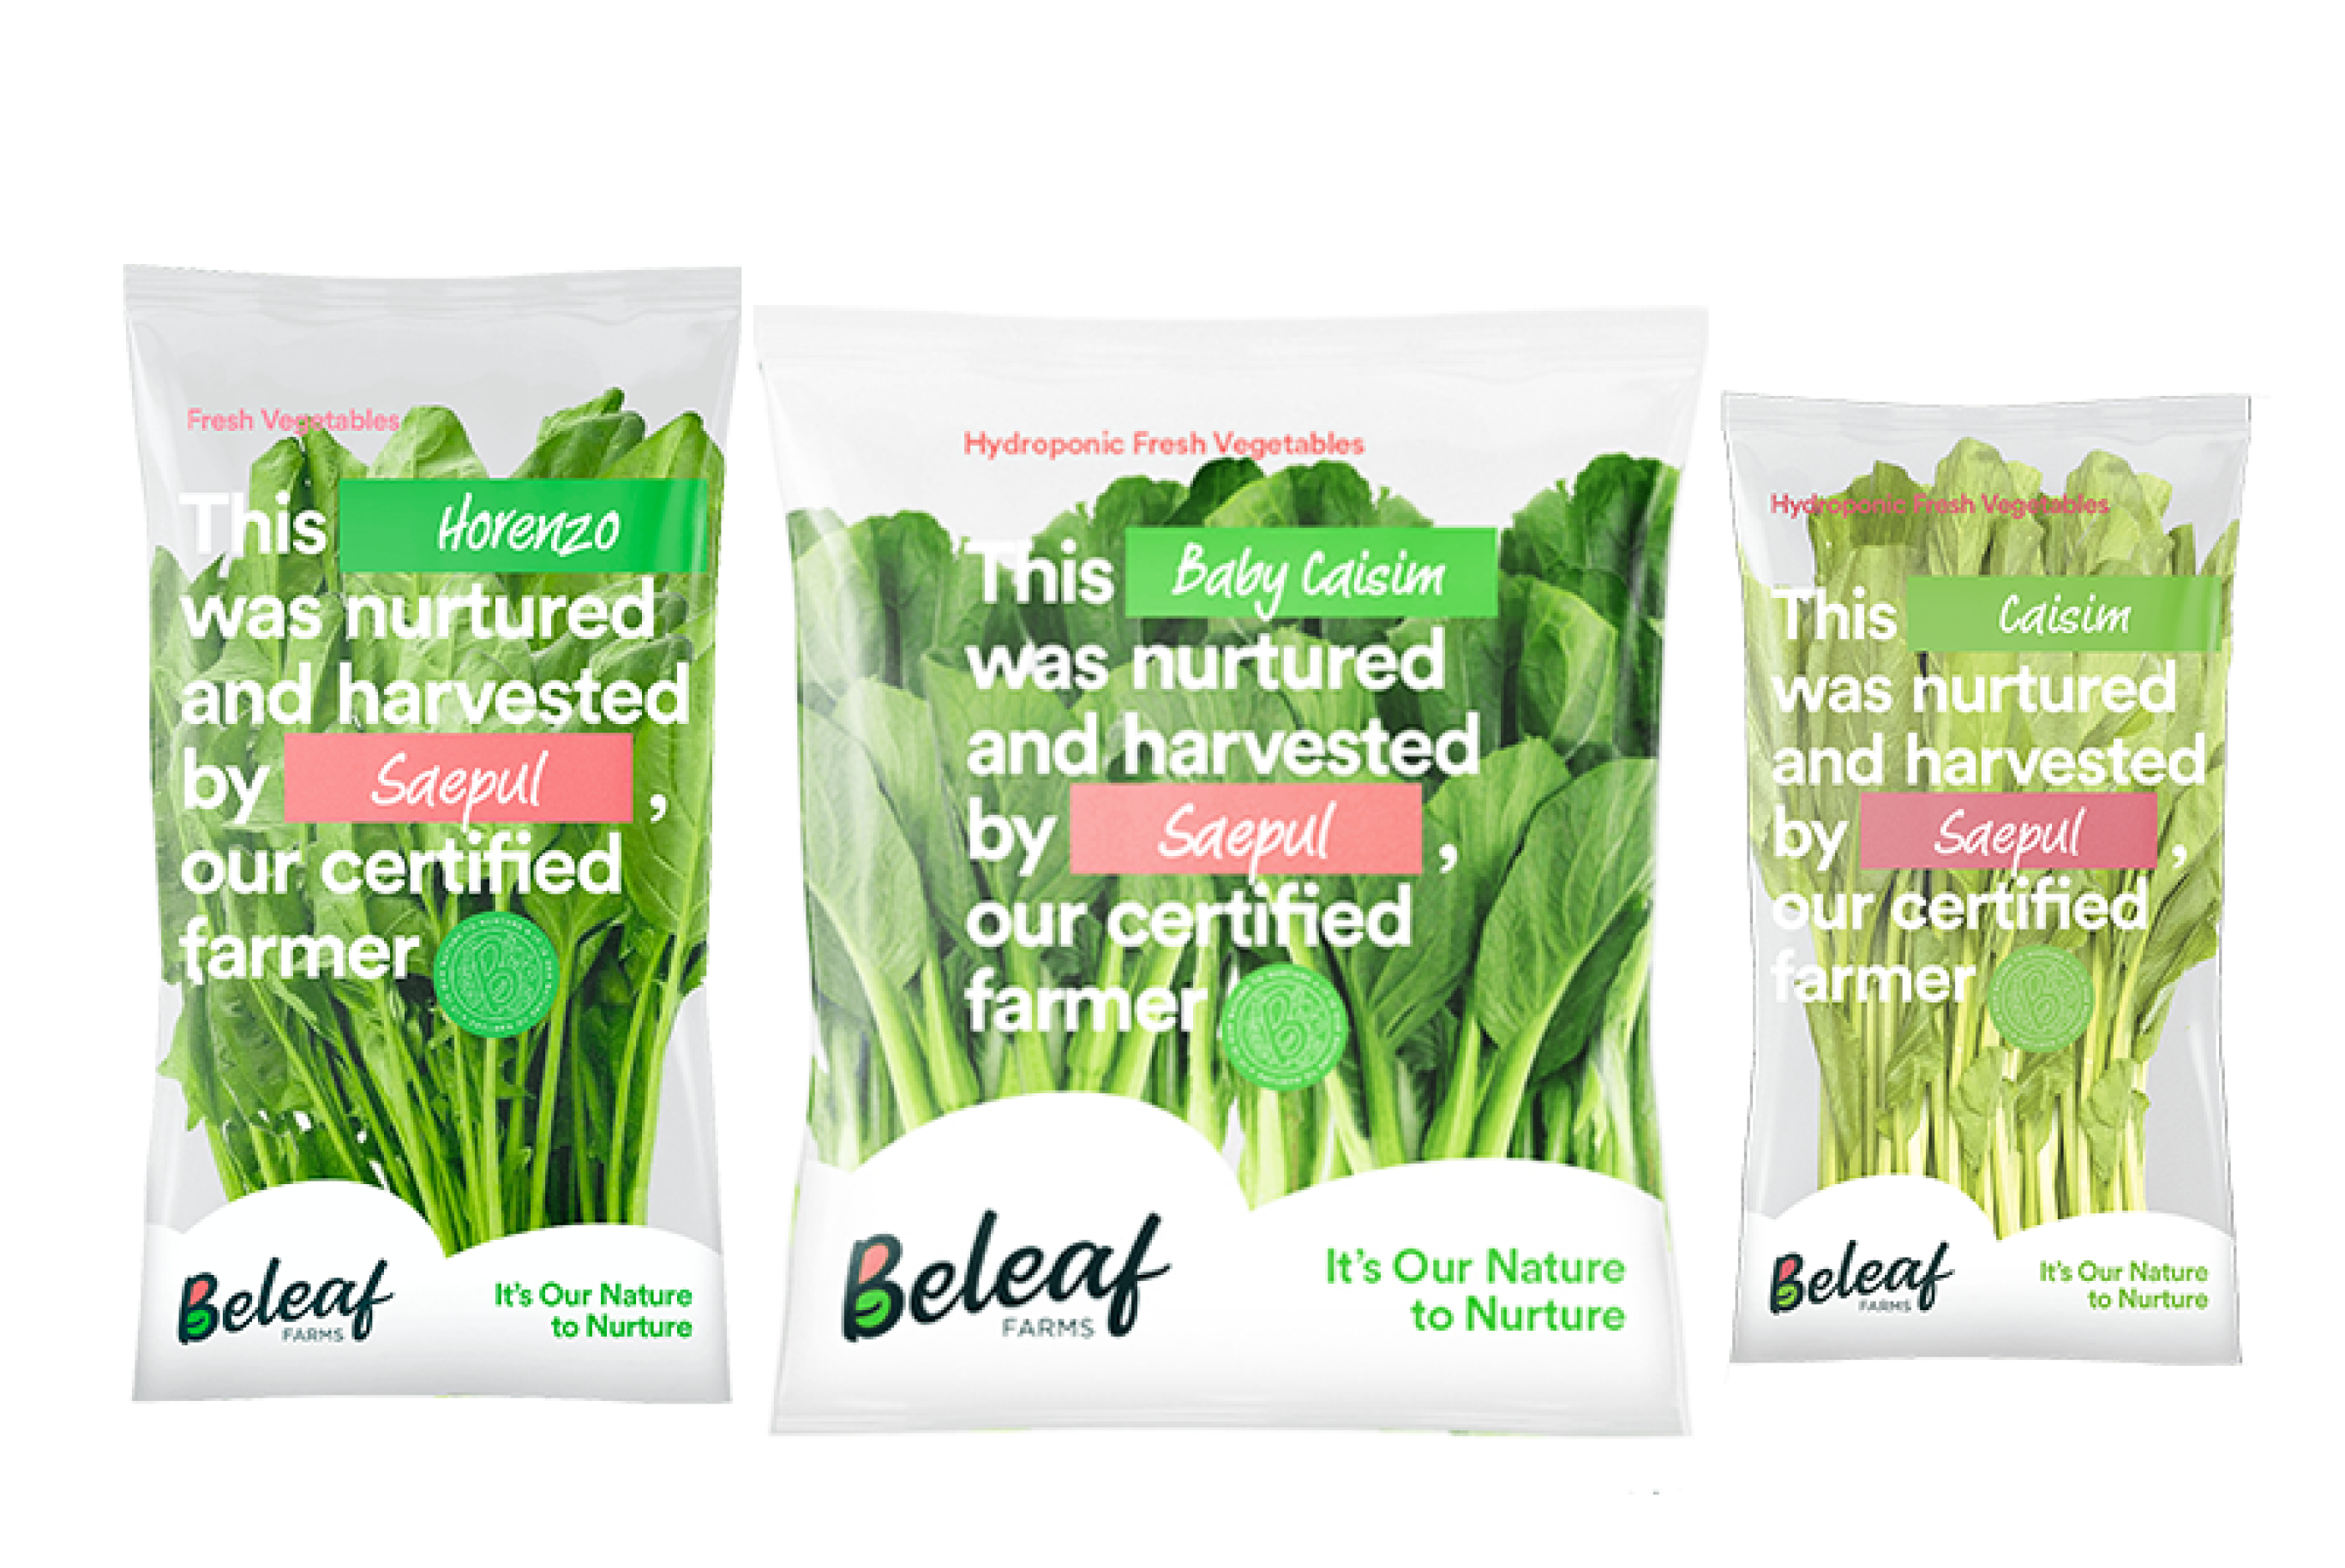 Fresh Vegetables
This Horenzo
was nurtured
and harvested
by Saepul ,
our certified
farmer
Beleaf
FARMS
It's Our Nature
to Nurture
Hydroponic Fresh Vegetables
This Baby Caisim
was nurtured
and harvested
by Saepul ,
our certified
farmer
Beleaf
FARMS
It's Our Nature
to Nurture
Hydroponic Fresh Vegetables
This Caisim
was nurtured
and harvested
by Saepul ,
our certified
farmer
Beleaf
FARMS
It's Our Nature
to Nurture